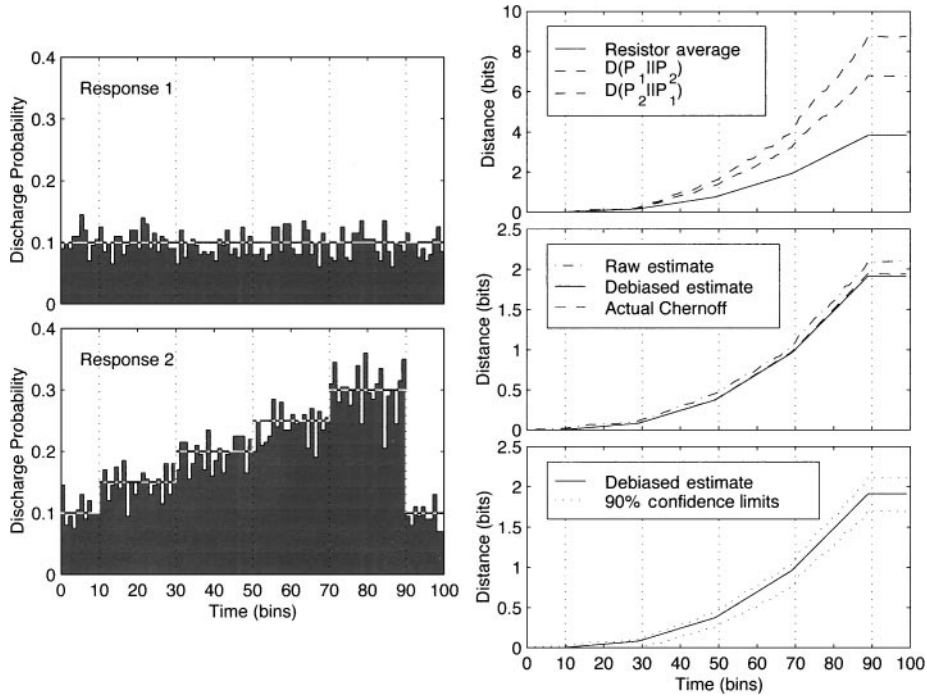 0.4
Response 1
0.3
0.2
0.1
0
Discharge Probability
0.4
Response 2
0.3
0.2
0.1
0
Discharge Probability
0 10 20 30 40 50 60 70 80 90 100
Time (bins)
10
8
6
4
2
0
Distance (bits)
Resistor average
D(P_1||P_2)
D(P_2||P_1)
2.5
2
1.5
1
0.5
0
Distance (bits)
Raw estimate
Debiased estimate
Actual Chernoff
2.5
2
1.5
1
0.5
0
Distance (bits)
Debiased estimate
90% confidence limits
0 10 20 30 40 50 60 70 80 90 100
Time (bins)